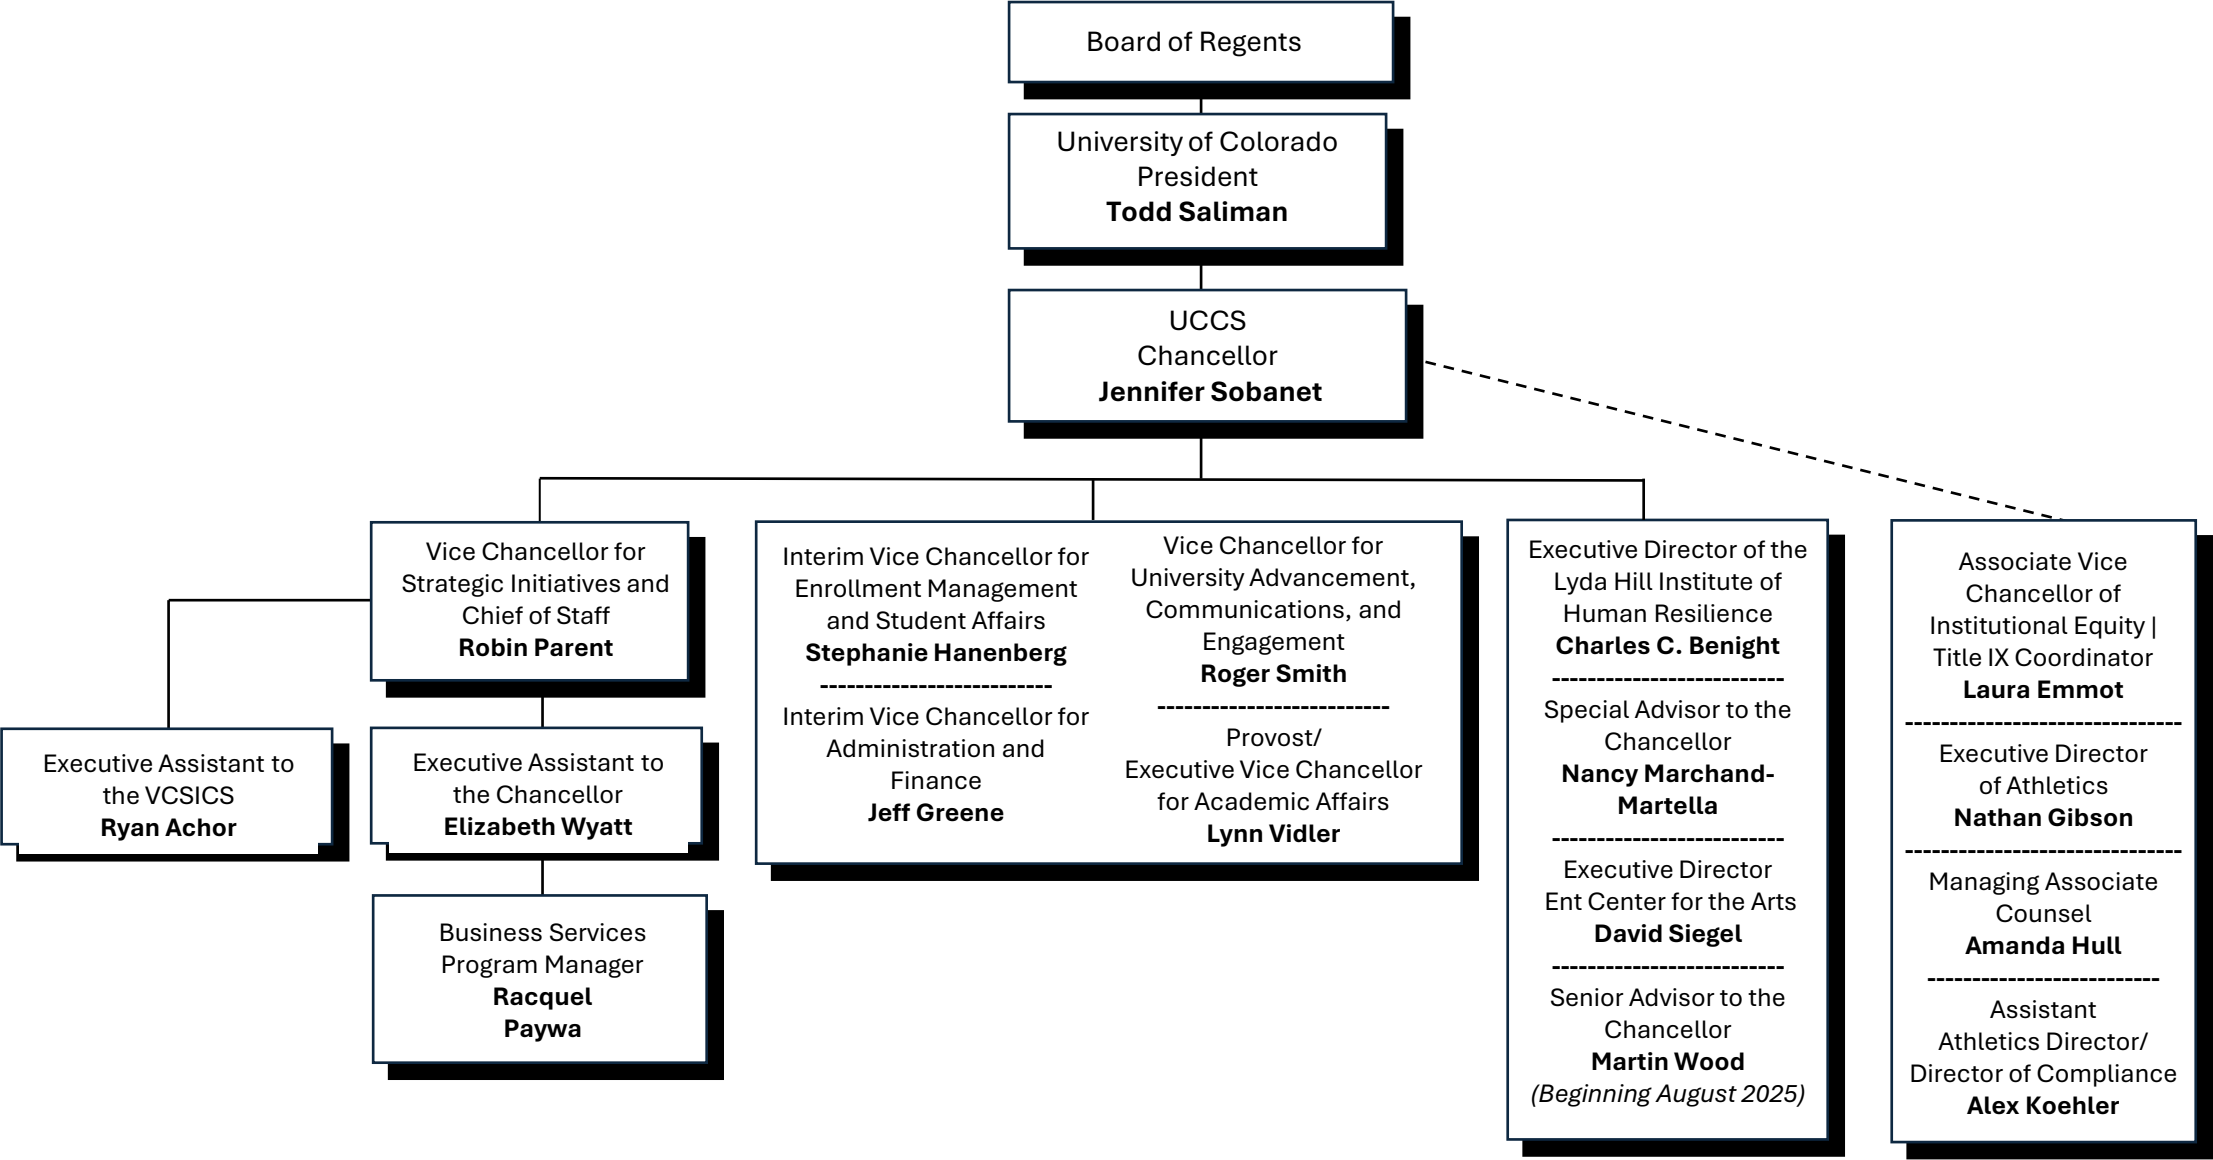 Board of Regents
University of Colorado
President
Todd Saliman
UCCS
Chancellor
Jennifer Sobanet
Vice Chancellor for
Strategic Initiatives and
Chief of Staff
Robin Parent
Executive Assistant to
the VCSICS
Ryan Achor
Executive Assistant to
the Chancellor
Elizabeth Wyatt
Business Services
Program Manager
Racquel
Paywa
Interim Vice Chancellor for
Enrollment Management
and Student Affairs
Stephanie Hanenberg
--------------------------
Interim Vice Chancellor for
Administration and
Finance
Jeff Greene
Vice Chancellor for
University Advancement,
Communications, and
Engagement
Roger Smith
--------------------------
Provost/
Executive Vice Chancellor
for Academic Affairs
Lynn Vidler
Executive Director of the
Lyda Hill Institute of
Human Resilience
Charles C. Benight
--------------------------
Special Advisor to the
Chancellor
Nancy Marchand-
Martella
--------------------------
Executive Director
Ent Center for the Arts
David Siegel
--------------------------
Senior Advisor to the
Chancellor
Martin Wood
(Beginning August 2025)
Associate Vice
Chancellor of
Institutional Equity |
Title IX Coordinator
Laura Emmot
-------------------------------
Executive Director
of Athletics
Nathan Gibson
-------------------------------
Managing Associate
Counsel
Amanda Hull
--------------------------
Assistant
Athletics Director/
Director of Compliance
Alex Koehler